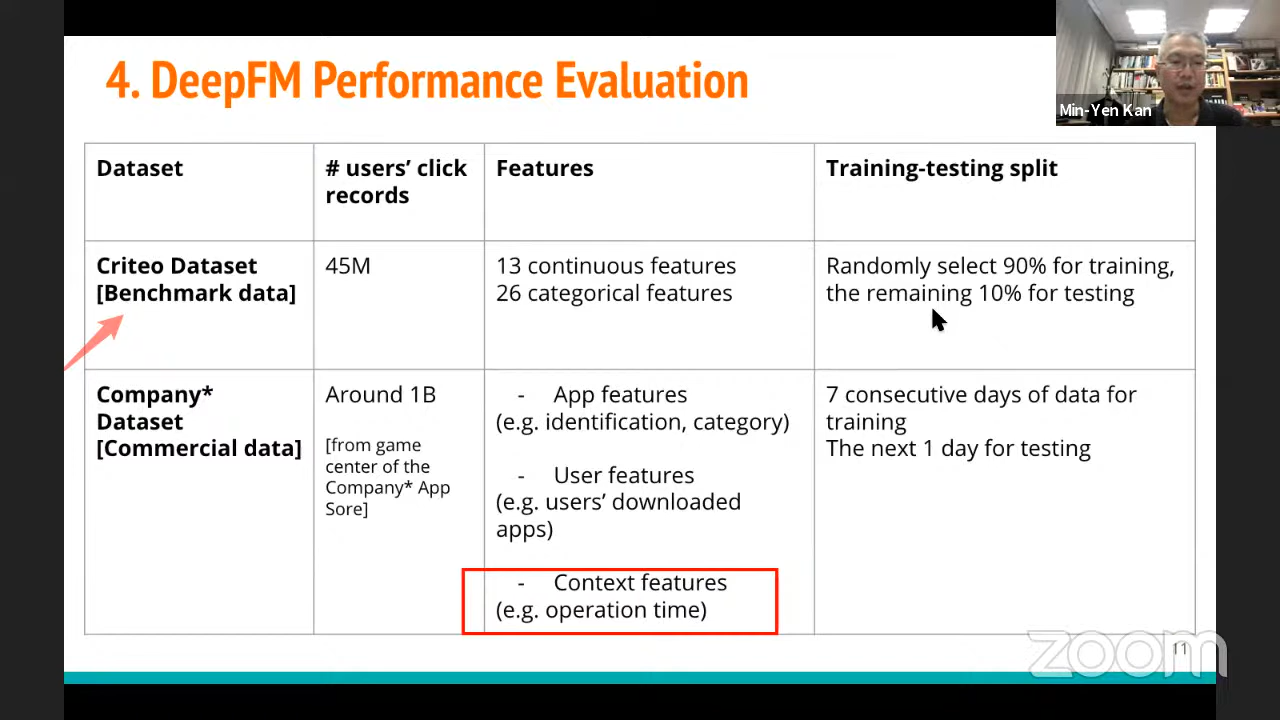 4. DeepFM Performance Evaluation
Min-Yen Kan
Dataset
# users’ click
records
Features
Training-testing split
Criteo Dataset
[Benchmark data]
45M
13 continuous features
26 categorical features
Randomly select 90% for training,
the remaining 10% for testing
Company*
Dataset
[Commercial data]
Around 1B
[from game
center of the
Company* App
Sore]
- App features
(e.g. identification, category)
- User features
(e.g. users’ downloaded
apps)
- Context features
(e.g. operation time)
7 consecutive days of data for
training
The next 1 day for testing
11
zoom